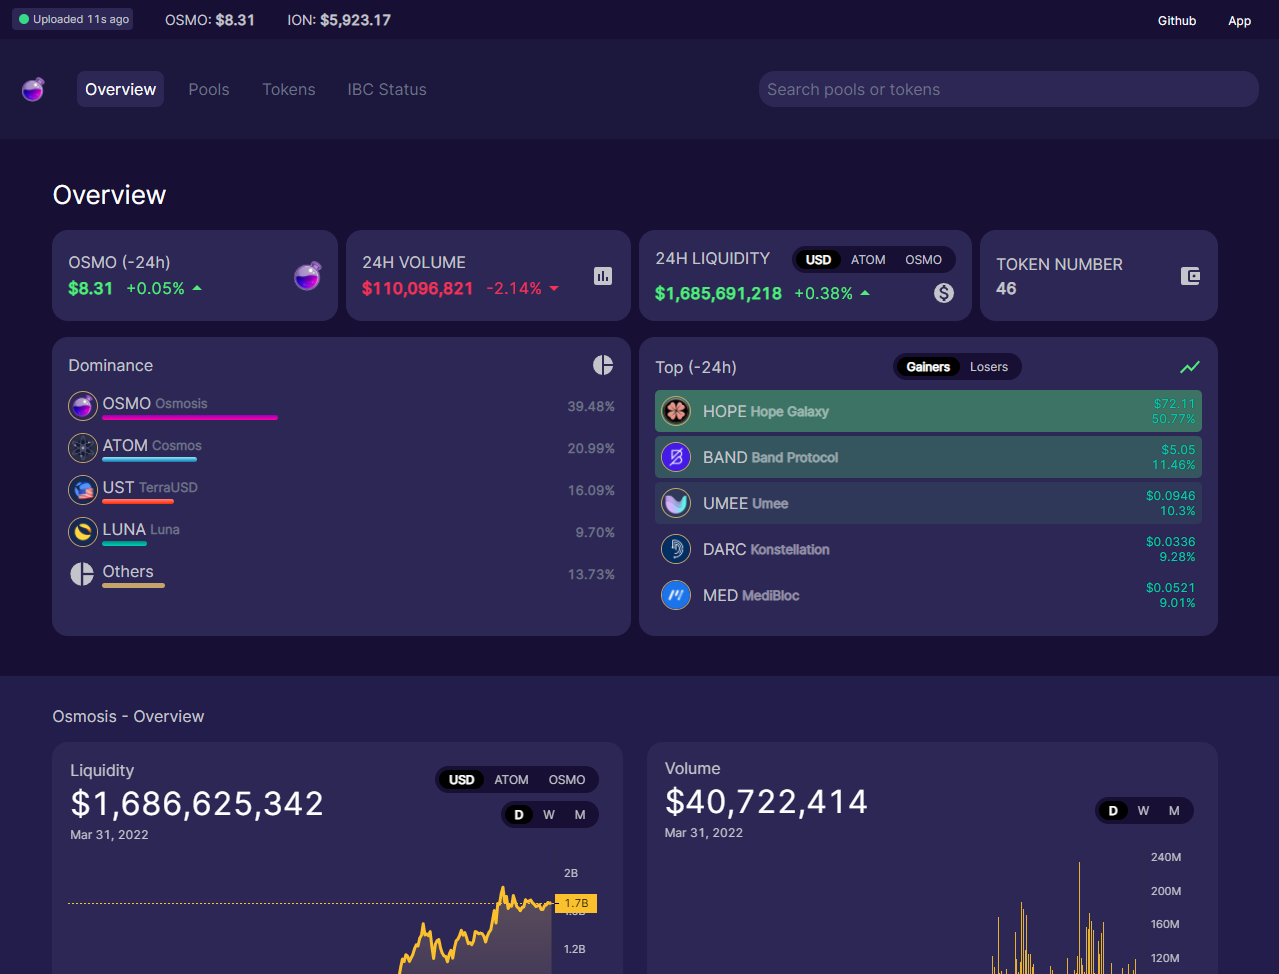 Uploaded 11s ago OSMO: $8.31 ION: $5,923.17 Github App
Overview Pools Tokens IBC Status Search pools or tokens
Overview
OSMO (-24h)
$8.31 +0.05%
24H VOLUME
$110,096,821 -2.14%
24H LIQUIDITY USD ATOM OSMO
$1,685,691,218 +0.38%
TOKEN NUMBER
46
Dominance
OSMO Osmosis 39.48%
ATOM Cosmos 20.99%
UST TerraUSD 16.09%
LUNA Luna 9.70%
Others 13.73%
Top (-24h) Gainers Losers
HOPE Hope Galaxy $72.11
50.77%
BAND Band Protocol $5.05
11.46%
UMEE Umee $0.0946
10.3%
DARC Konstellation $0.0336
9.28%
MED MediBloc $0.0521
9.01%
Osmosis - Overview
Liquidity
USD ATOM OSMO
$1,686,625,342
D W M
Mar 31, 2022
2B
1.7B
1.2B
Volume
$40,722,414
D W M
Mar 31, 2022
240M
200M
160M
120M